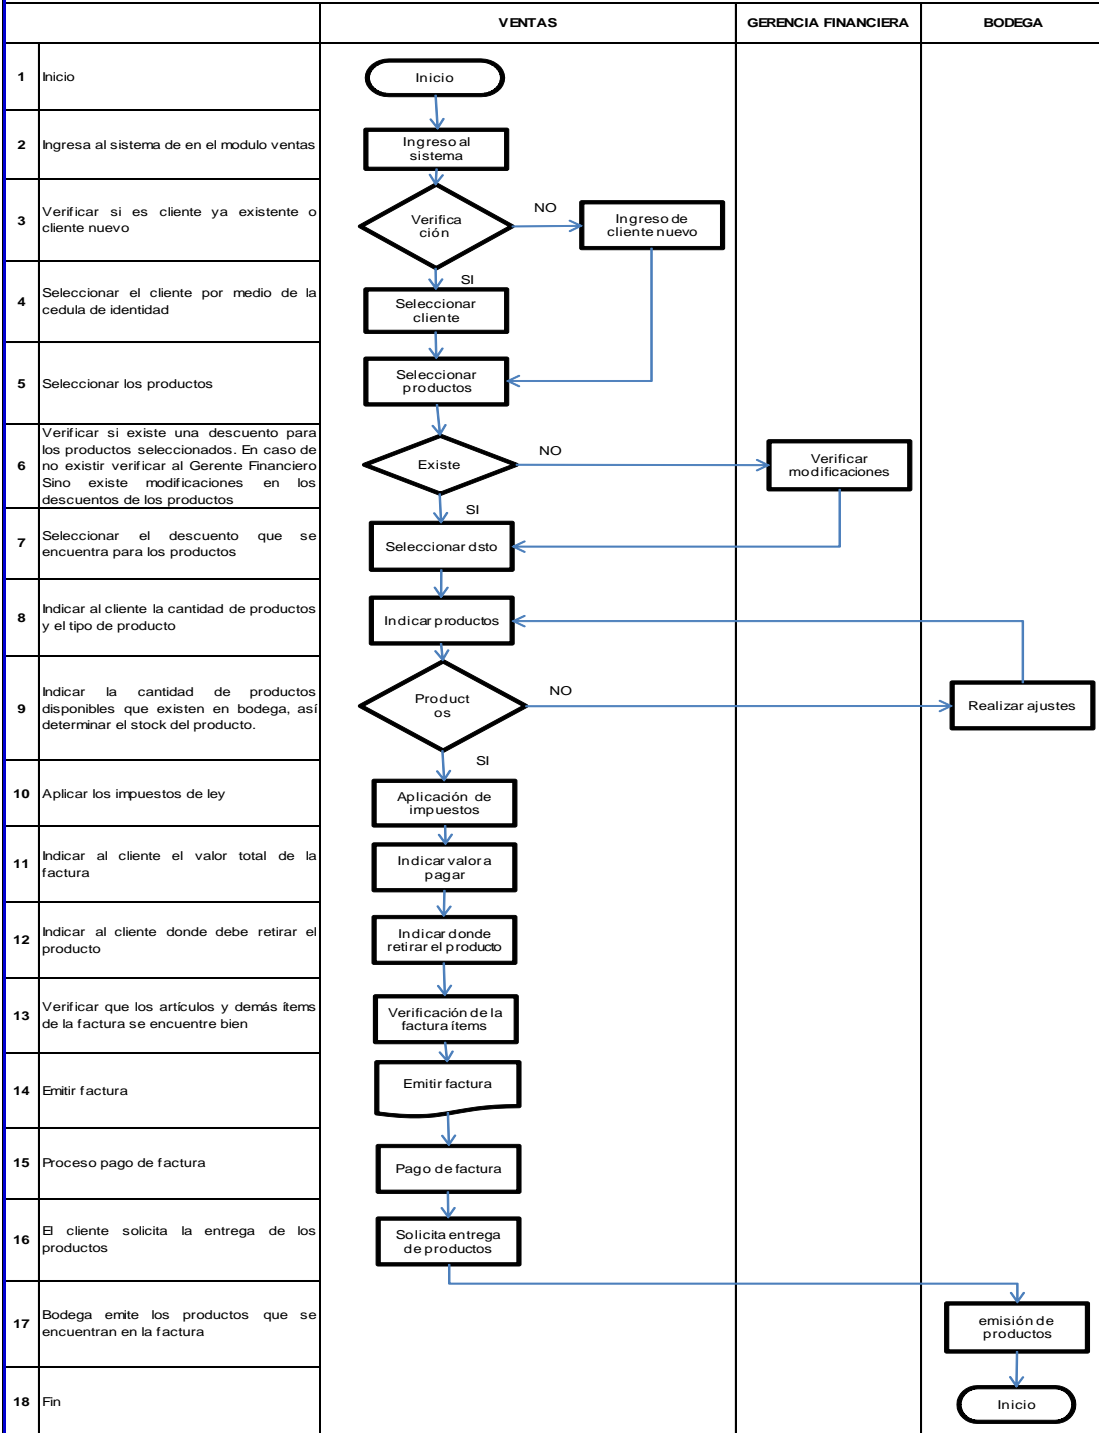 VENTAS
GERENCIA FINANCIERA
BODEGA
1
Inicio
Inicio
2
Ingresa al sistema de en el modulo ventas
Ingreso al
sistema
3
Verificar si es cliente ya existente o
cliente nuevo
Verifica
ción
NO
Ingreso de
cliente nuevo
SI
4
Seleccionar el cliente por medio de la
cedula de identidad
Seleccionar
cliente
5
Seleccionar los productos
Seleccionar
productos
6
Verificar si existe una descuento para
los productos seleccionados. En caso de
no existir verificar al Gerente Financiero
Sino existe modificaciones en los
descuentos de los productos
Existe
NO
Verificar
modificaciones
SI
7
Seleccionar el descuento que se
encuentra para los productos
Seleccionar dsto
8
Indicar al cliente la cantidad de productos
y el tipo de producto
Indicar productos
9
Indicar la cantidad de productos
disponibles que existen en bodega, así
determinar el stock del producto.
Product
os
NO
Realizar ajustes
SI
10
Aplicar los impuestos de ley
Aplicación de
impuestos
11
Indicar al cliente el valor total de la
factura
Indicar valor a
pagar
12
Indicar al cliente donde debe retirar el
producto
Indicar donde
retirar el producto
13
Verificar que los artículos y demás ítems
de la factura se encuentre bien
Verificación de la
factura ítems
14
Emitir factura
Emitir factura
15
Proceso pago de factura
Pago de factura
16
El cliente solicita la entrega de los
productos
Solicita entrega
de productos
17
Bodega emite los productos que se
encuentran en la factura
emisión de
productos
18
Fin
Inicio